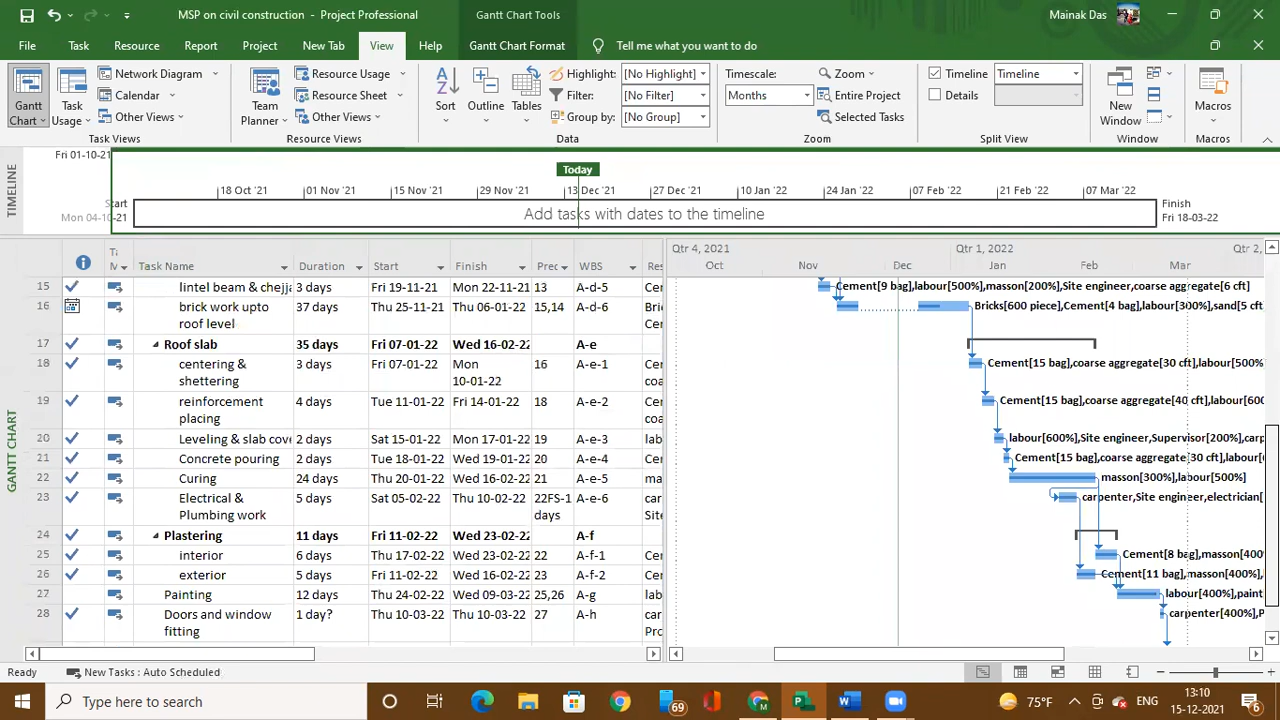 MSP on civil construction - Project Professional
Gantt Chart Tools
Mainak Das
File Task Resource Report Project New Tab View Help Gantt Chart Format Tell me what you want to do
Gantt Chart
Task Usage
Network Diagram
Calendar
Other Views
Task Views
Team Planner
Resource Usage
Resource Sheet
Other Views
Resource Views
Sort
Outline
Tables
Highlight: [No Highlight]
Filter: [No Filter]
Group by: [No Group]
Data
Timescale:
Months
Zoom
Entire Project
Selected Tasks
Zoom
Timeline Timeline
Details
Split View
New Window
Window
Macros
Macros
TIMELINE
Fri 01-10-21
Today
18 Oct '21 01 Nov '21 15 Nov '21 29 Nov '21 13 Dec '21 27 Dec '21 10 Jan '22 24 Jan '22 07 Feb '22 21 Feb '22 07 Mar '22
Start
Mon 04-10-21
Add tasks with dates to the timeline
Finish
Fri 18-03-22
GANTT CHART
Task Name Duration Start Finish Prec WBS Re
Qtr 4, 2021 Qtr 1, 2022 Qtr 2,
Oct Nov Dec Jan Feb Mar
15 lintel beam & chejja 3 days Fri 19-11-21 Mon 22-11-21 13 A-d-5 Ce
Cement[9 bag],labour[500%],masson[200%],Site engineer,coarse aggregate[6 cft]
16 brick work upto roof level 37 days Thu 25-11-21 Thu 06-01-22 15,14 A-d-6 Bri Cer
Bricks[600 piece],Cement[4 bag],labour[300%],sand[5 cft
17 Roof slab 35 days Fri 07-01-22 Wed 16-02-22 A-e
18 centering & shettering Fri 07-01-22 Mon 10-01-22 16 A-e-1 Cer coa
Cement[15 bag],coarse aggregate[30 cft],labour[500%
19 reinforcement placing 4 days Tue 11-01-22 Fri 14-01-22 18 A-e-2 Cer coa
Cement[15 bag],coarse aggregate[40 cft],labour[600
20 Leveling & slab cove 2 days Sat 15-01-22 Mon 17-01-22 19 A-e-3 lab
labour[600%],Site engineer,Supervisor[200%],carp
21 Concrete pouring 2 days Tue 18-01-22 Wed 19-01-22 20 A-e-4 Cer
Cement[15 bag],coarse aggregate[30 cft],labour
22 Curing 24 days Thu 20-01-22 Wed 16-02-22 21 A-e-5 ma
masson[300%],labour[500%]
23 Electrical & Plumbing work 5 days Sat 05-02-22 Thu 10-02-22 22FS-1 days A-e-6 car Site
carpenter,Site engineer,electrician[
24 Plastering 11 days Fri 11-02-22 Wed 23-02-22 A-f
25 interior 6 days Thu 17-02-22 Wed 23-02-22 22 A-f-1 Cer
Cement[8 bag],masson[400
26 exterior 5 days Fri 11-02-22 Wed 16-02-22 23 A-f-2 Cer
Cement[11 bag],masson[400%],
27 Painting 12 days Thu 24-02-22 Wed 09-03-22 25,26 A-g lab
labour[400%],paint
28 Doors and window fitting 1 day? Thu 10-03-22 Thu 10-03-22 27 A-h car Pro
carpenter[400%],P
Ready New Tasks : Auto Scheduled
Type here to search
69
75°F
ENG
13:10
15-12-2021
6